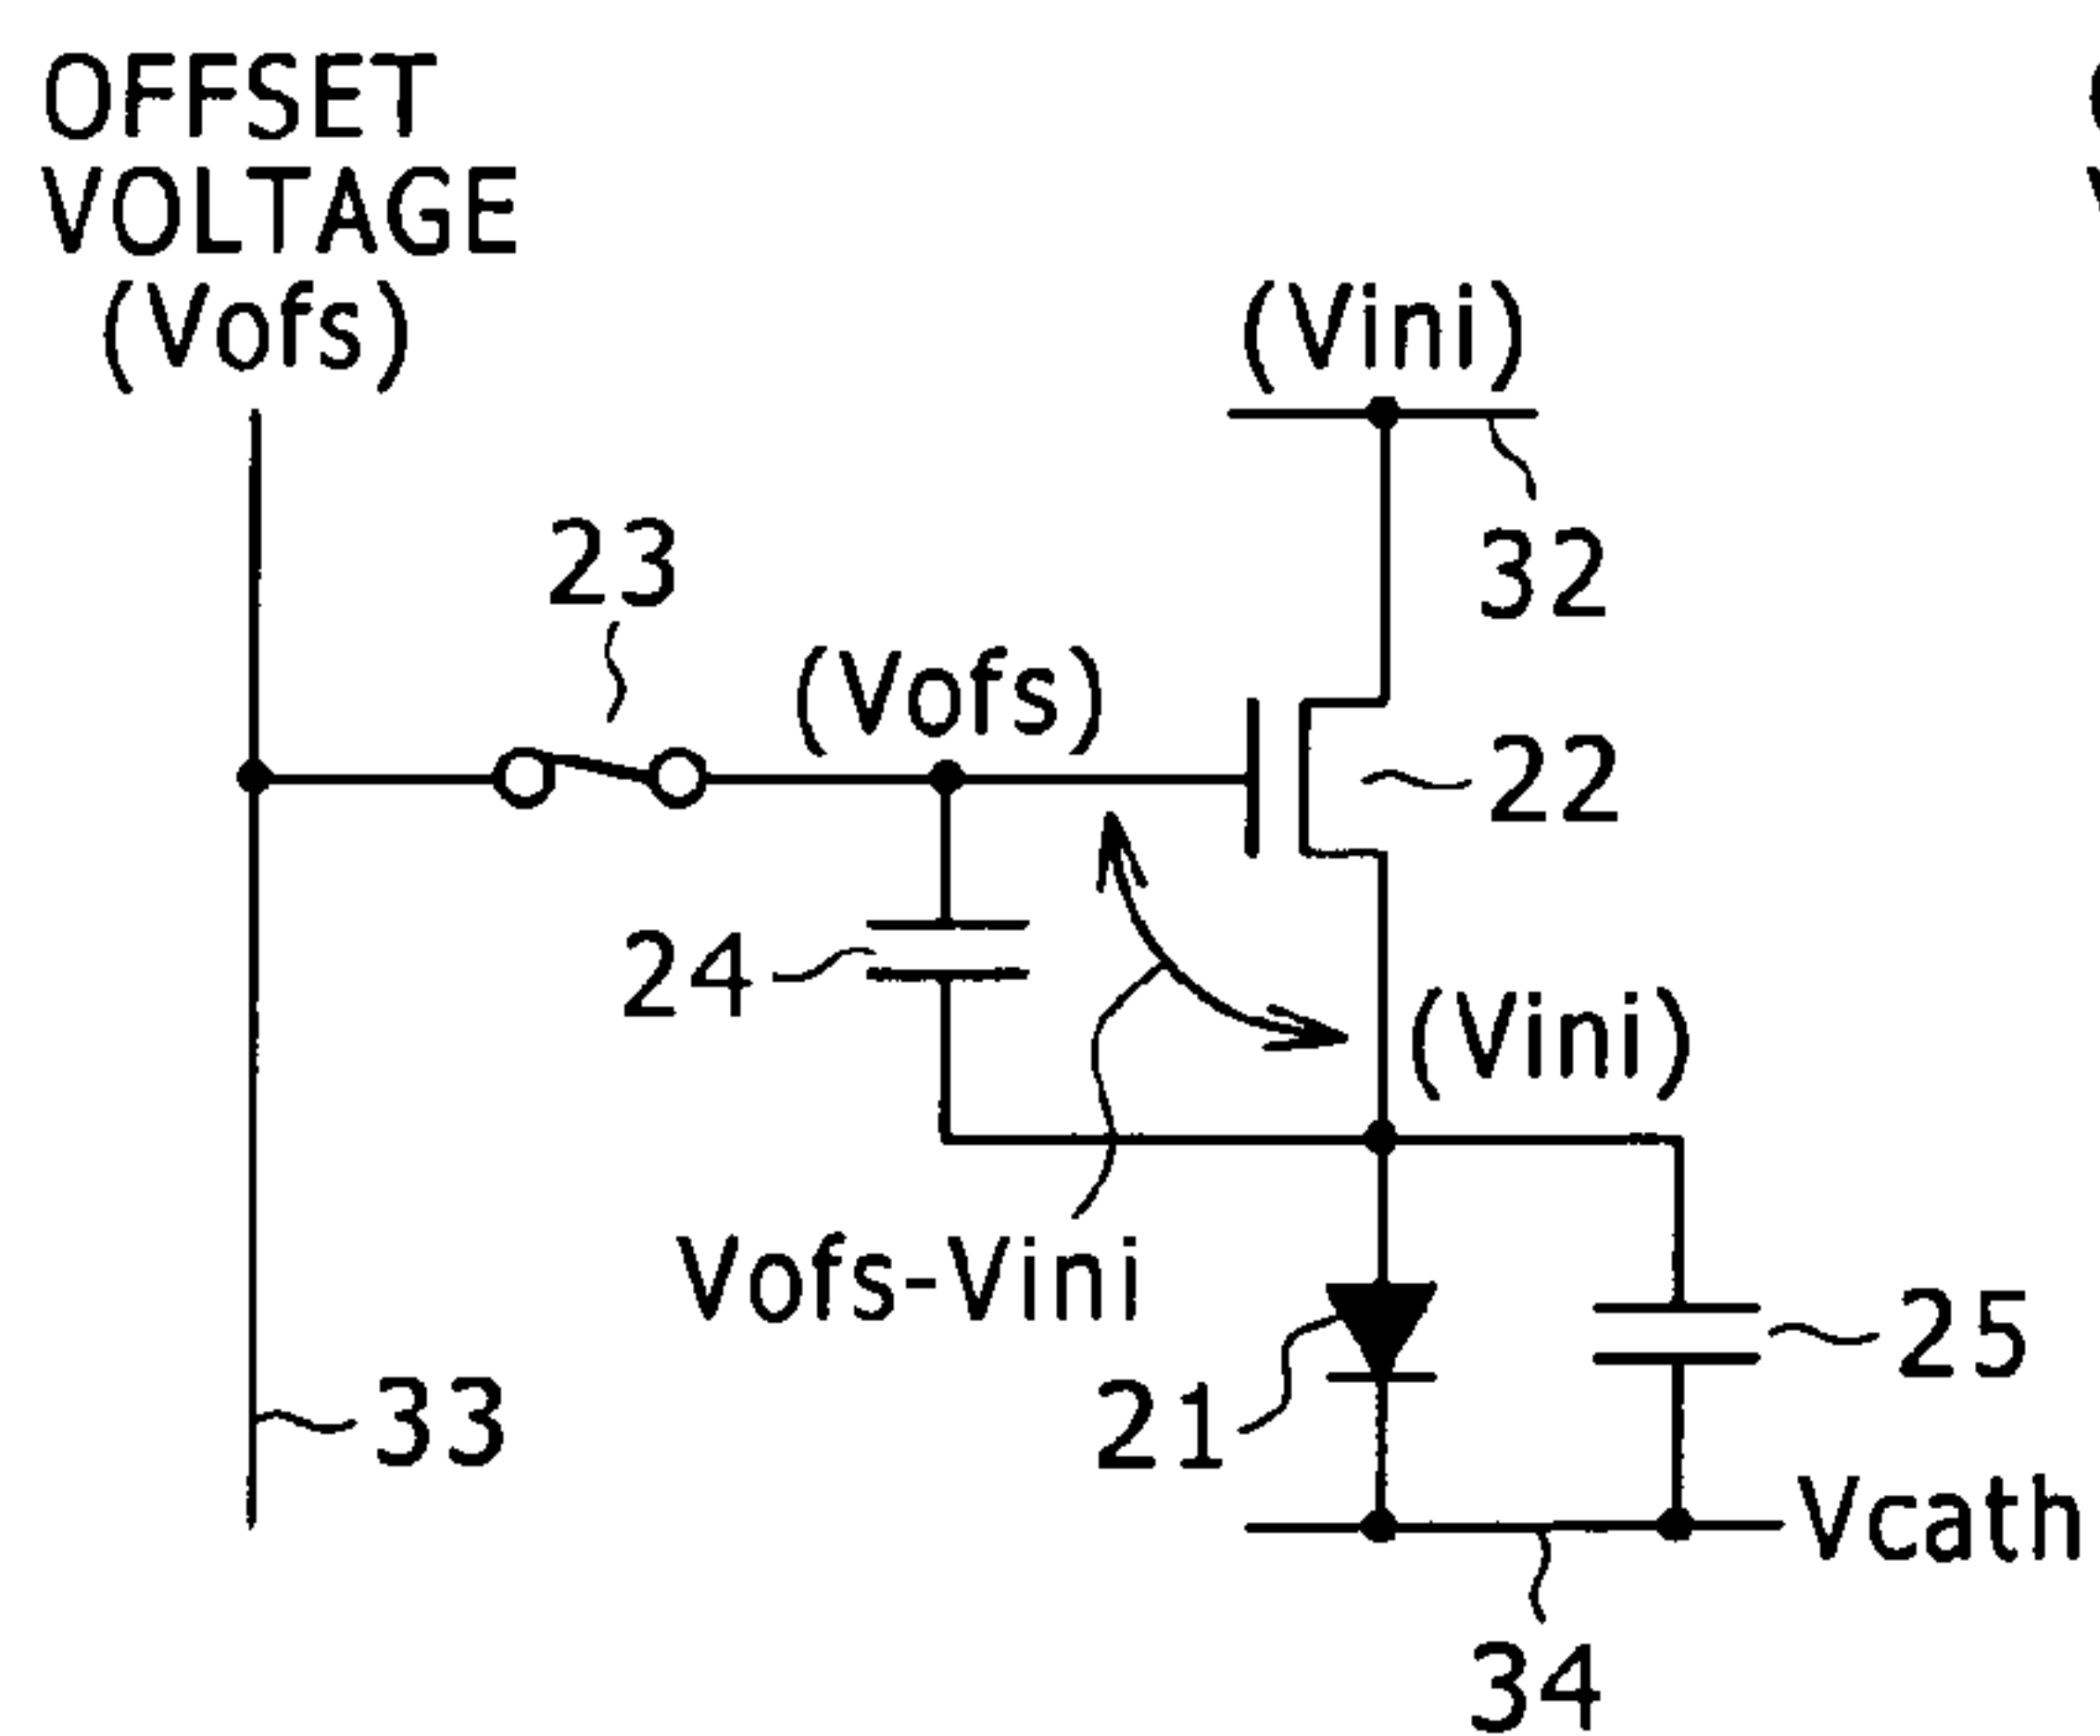 OFFSET
VOLTAGE
(Vofs)
(Vini)
23
32
(Vofs)
22
24
(Vini)
Vofs-Vini
25
21
33
Vcath
34